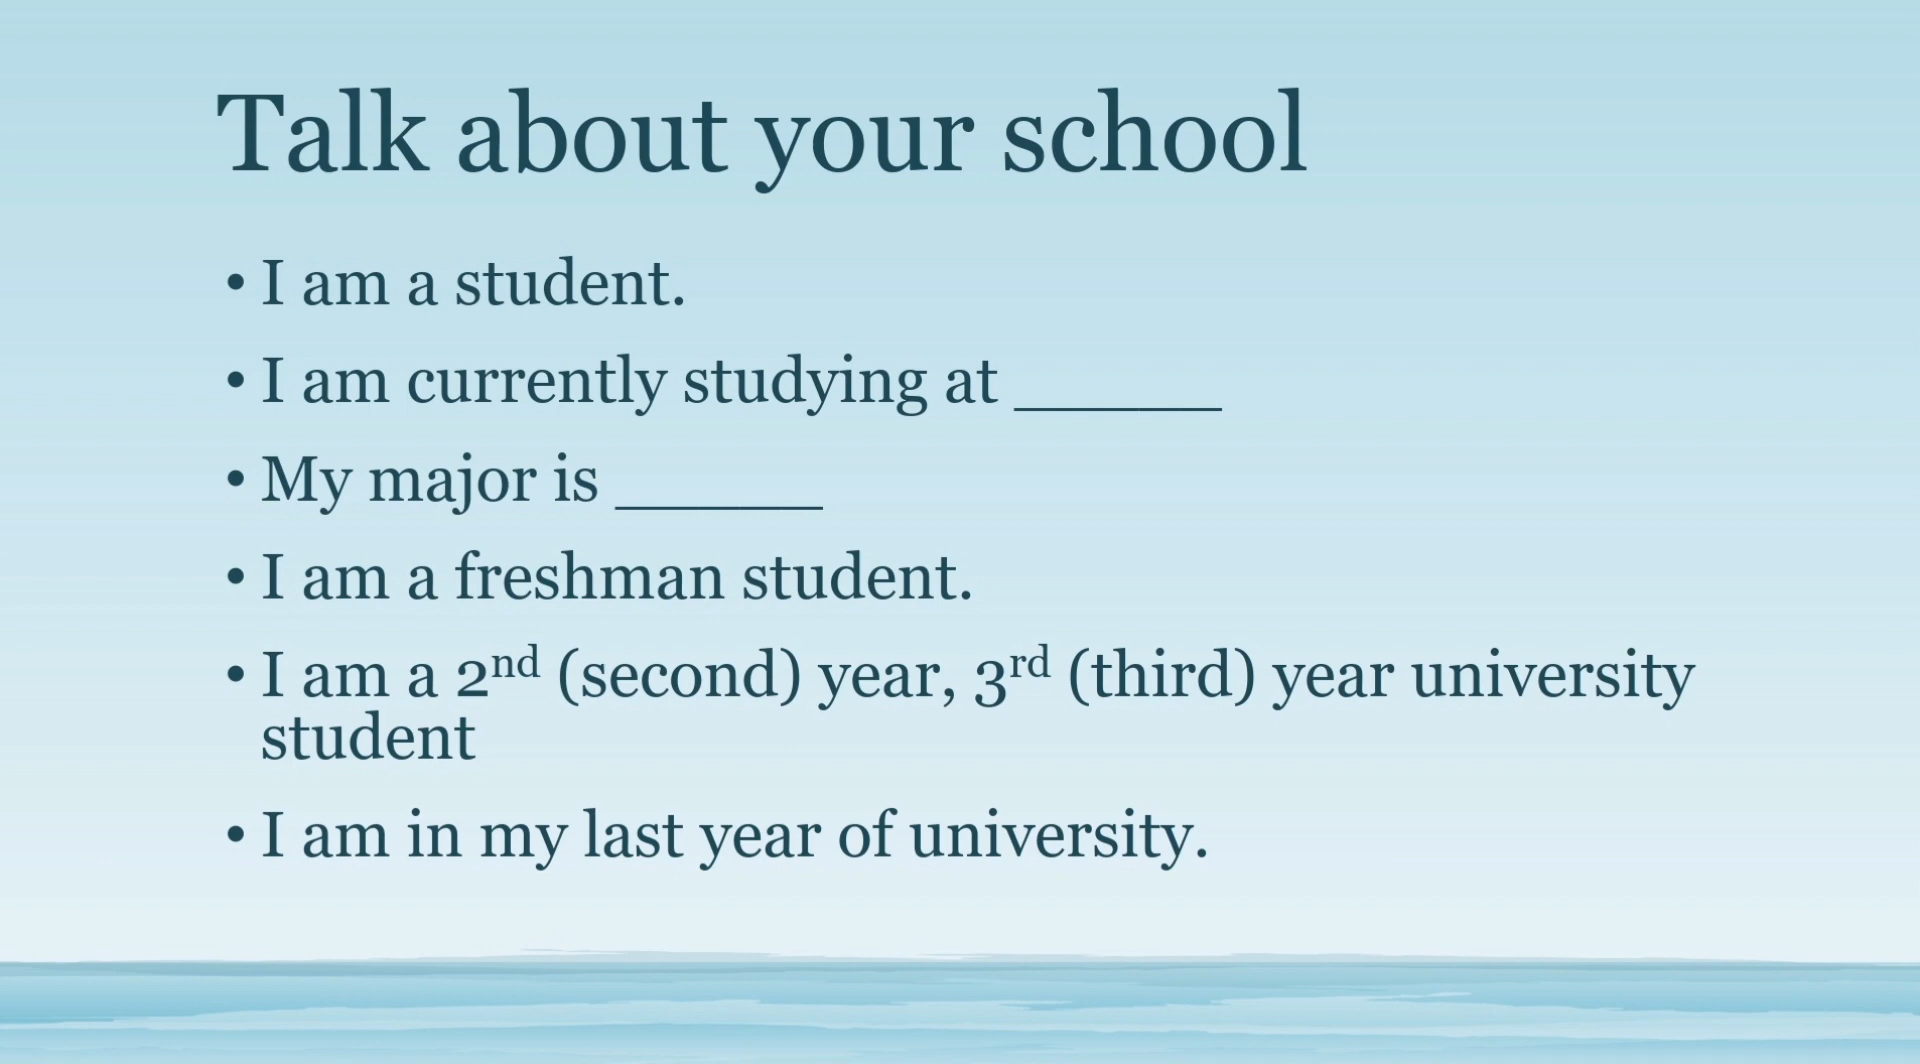 Talk about your school
• I am a student.
• I am currently studying at ______
• My major is ______
• I am a freshman student.
• I am a 2nd (second) year, 3rd (third) year university
student
• I am in my last year of university.